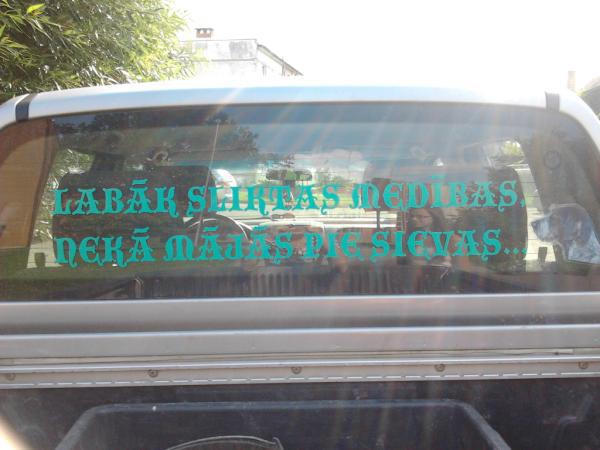 LABĀK SLIKTAS MEDĪBAS,
NEKĀ MĀJĀS PIE SIEVAS...